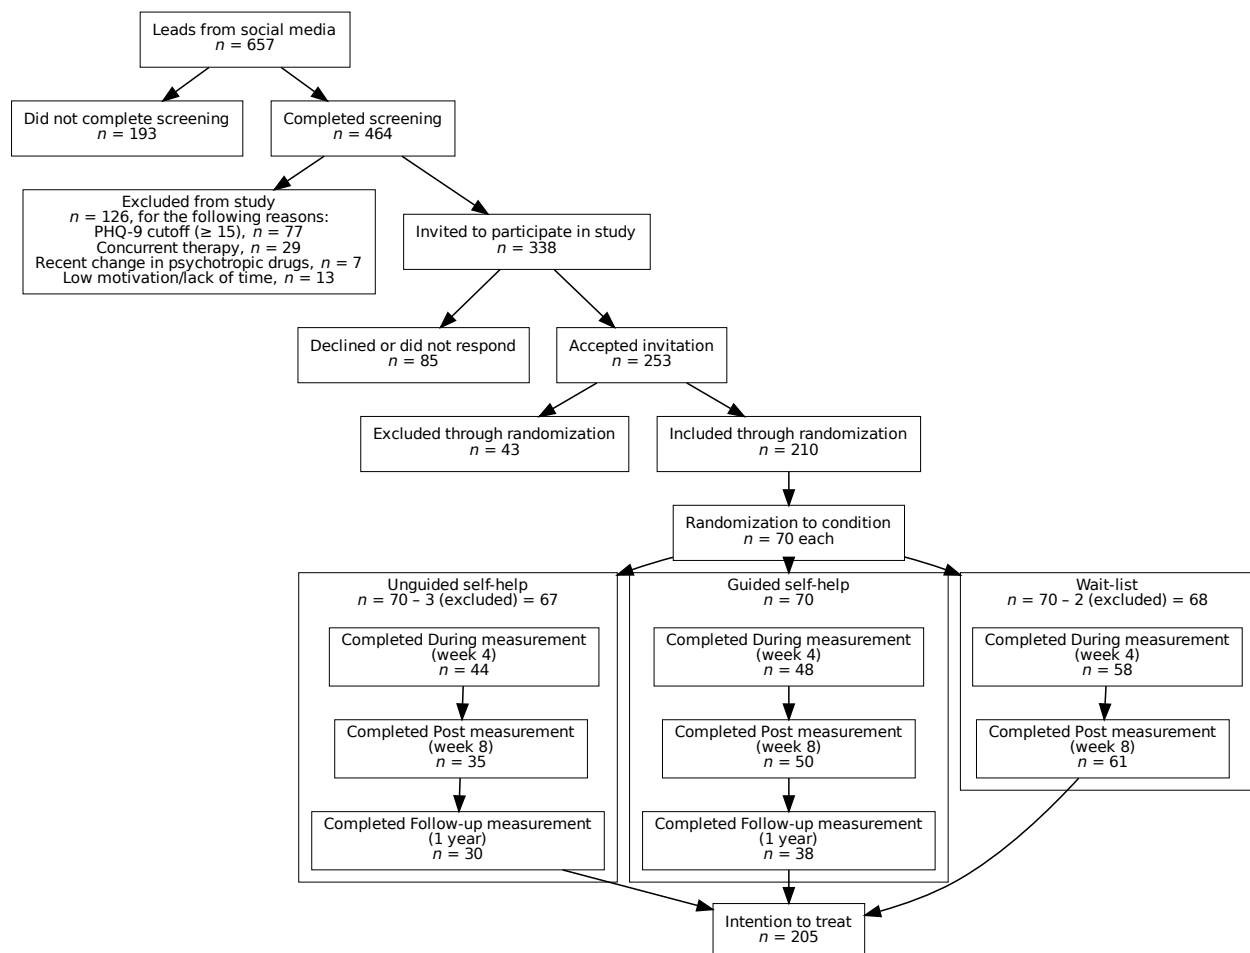 Leads from social media
n = 657
Did not complete screening
n = 193
Completed screening
n = 464
Excluded from study
n = 126, for the following reasons:
PHQ-9 cutoff (≥ 15), n = 77
Concurrent therapy, n = 29
Recent change in psychotropic drugs, n = 7
Low motivation/lack of time, n = 13
Invited to participate in study
n = 338
Declined or did not respond
n = 85
Accepted invitation
n = 253
Excluded through randomization
n = 43
Included through randomization
n = 210
Randomization to condition
n = 70 each
Unguided self-help
n = 70 – 3 (excluded) = 67
Completed During measurement
(week 4)
n = 44
Completed Post measurement
(week 8)
n = 35
Completed Follow-up measurement
(1 year)
n = 30
Guided self-help
n = 70
Completed During measurement
(week 4)
n = 48
Completed Post measurement
(week 8)
n = 50
Completed Follow-up measurement
(1 year)
n = 38
Wait-list
n = 70 – 2 (excluded) = 68
Completed During measurement
(week 4)
n = 58
Completed Post measurement
(week 8)
n = 61
Intention to treat
n = 205